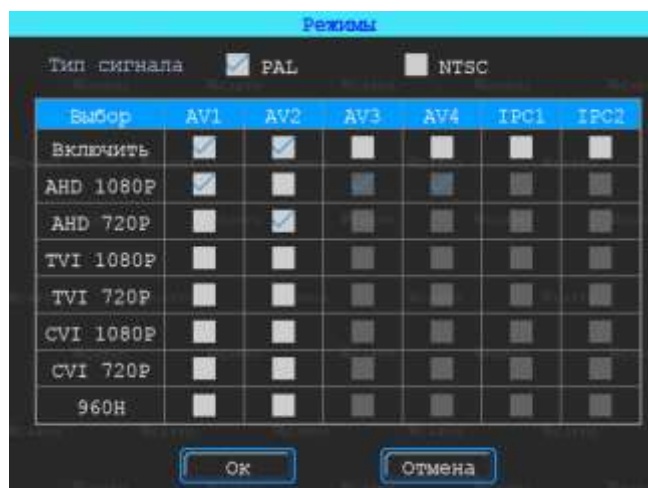 Режимы
Тип сигнала PAL NTSC
Выбор AV1 AV2 AV3 AV4 IPC1 IPC2
Включить
AHD 1080P
AHD 720P
TVI 1080P
TVI 720P
CVI 1080P
CVI 720P
960H
Ок Отмена